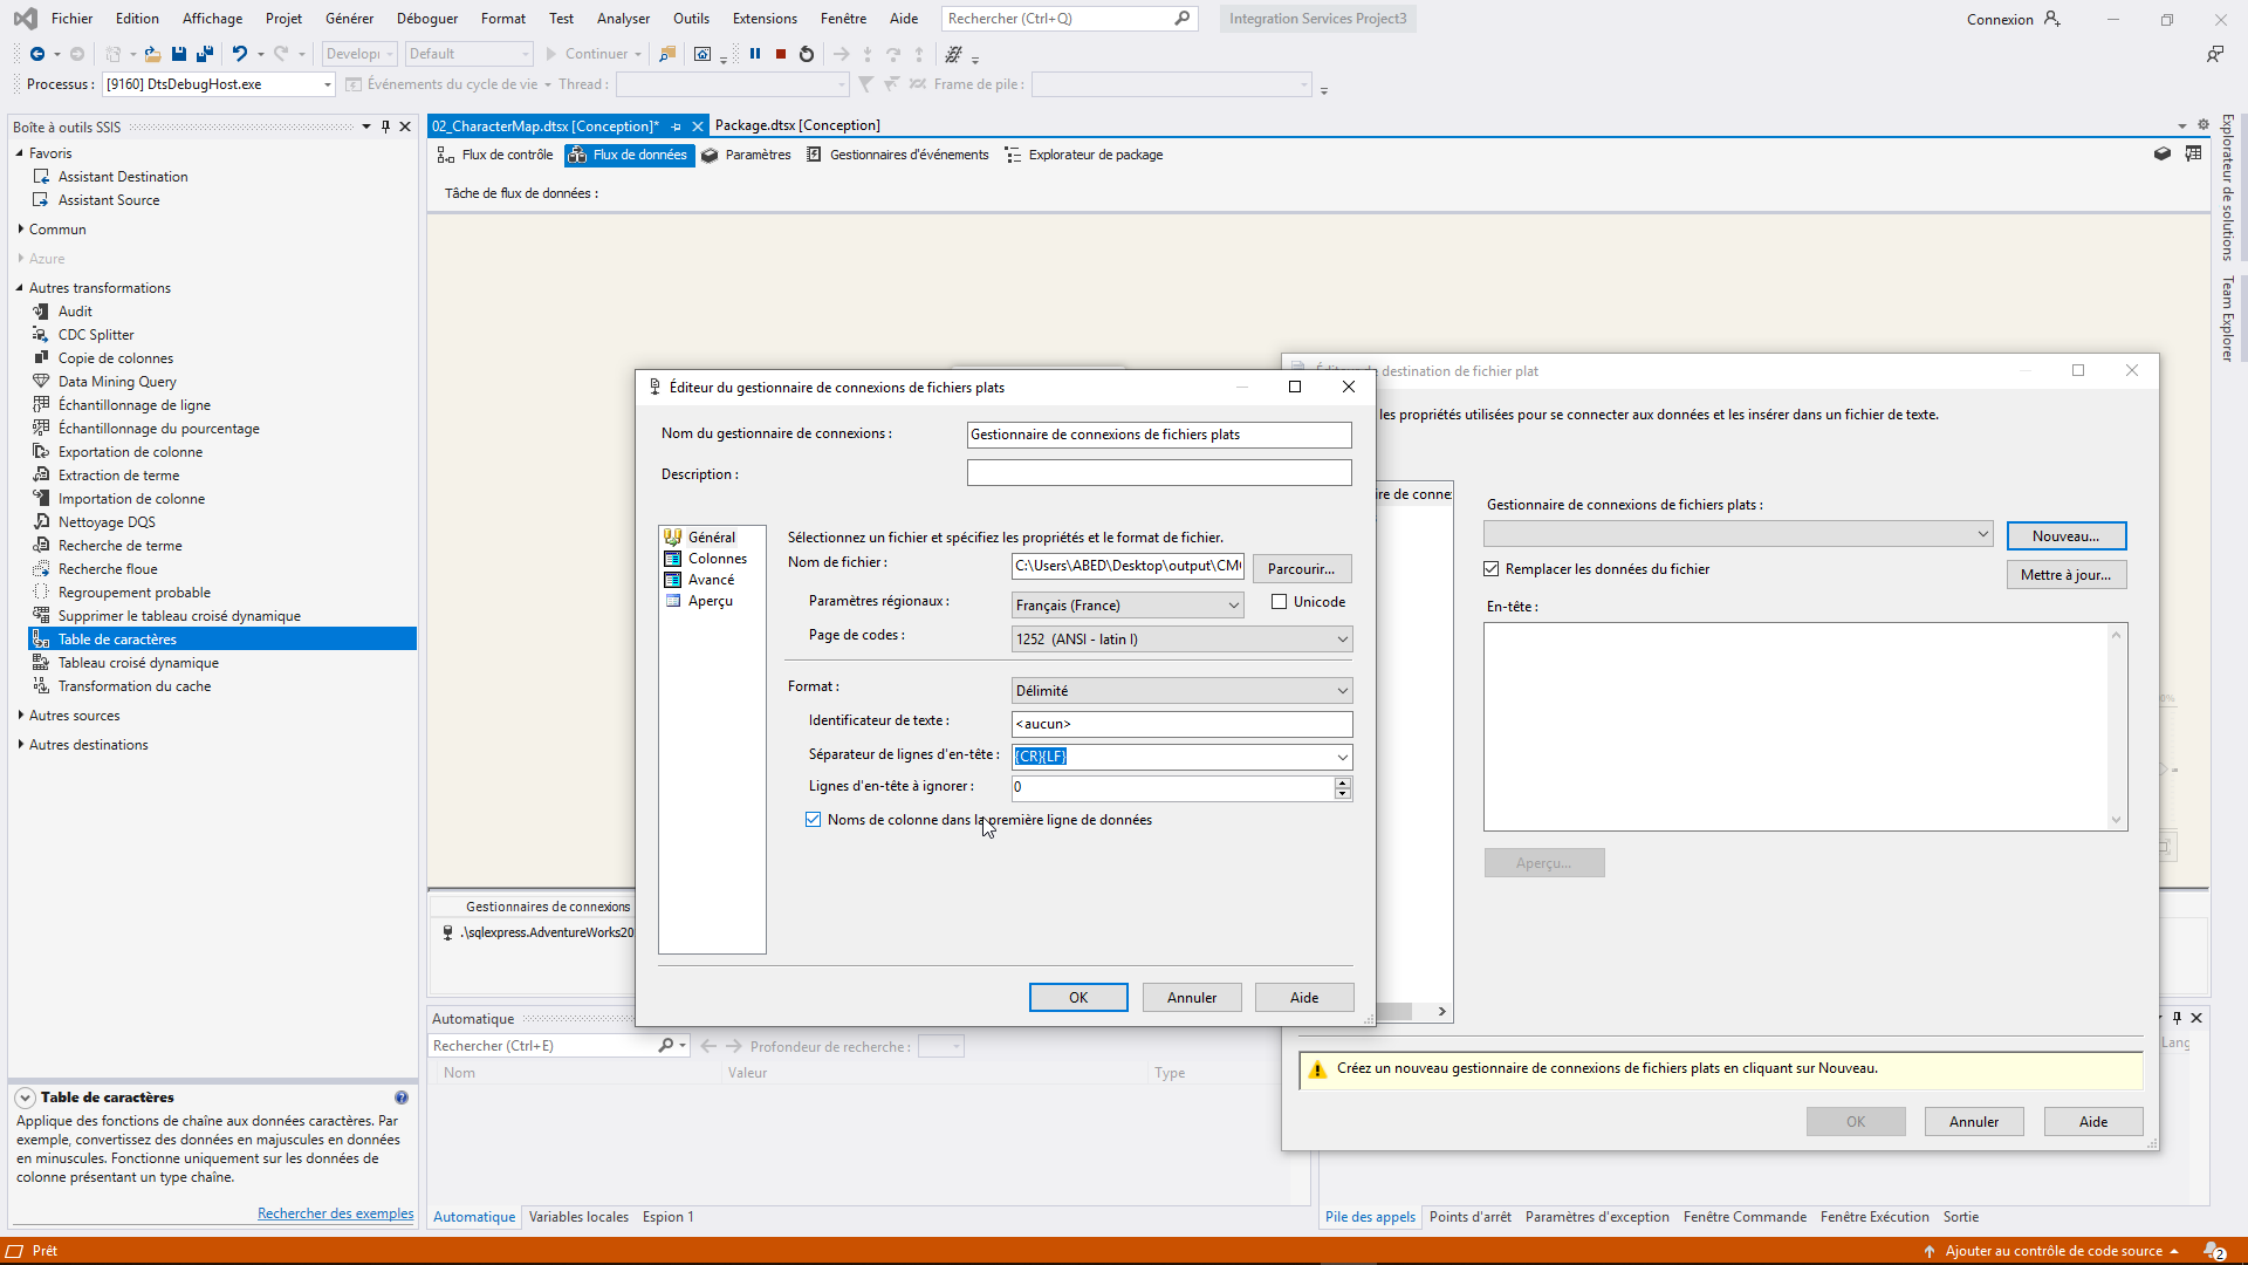 Fichier Edition Affichage Projet Générer Déboguer Format Test Analyser Outils Extensions Fenêtre Aide Rechercher (Ctrl+Q) Integration Services Project3 Connexion
Developı Default Continuer
Processus : [9160] DtsDebugHost.exe Événements du cycle de vie Thread : Frame de pile :
Boîte à outils SSIS
Favoris
Assistant Destination
Assistant Source
Commun
Azure
Autres transformations
Audit
CDC Splitter
Copie de colonnes
Data Mining Query
Échantillonnage de ligne
Échantillonnage du pourcentage
Exportation de colonne
Extraction de terme
Importation de colonne
Nettoyage DQS
Recherche de terme
Recherche floue
Regroupement probable
Supprimer le tableau croisé dynamique
Table de caractères
Tableau croisé dynamique
Transformation du cache
Autres sources
Autres destinations
Table de caractères
Applique des fonctions de chaîne aux données caractères. Par
exemple, convertissez des données en majuscules en données
en minuscules. Fonctionne uniquement sur les données de
colonne présentant un type chaîne.
Rechercher des exemples
02_CharacterMap.dtsx [Conception]* Package.dtsx [Conception]
Flux de contrôle Flux de données Paramètres Gestionnaires d'événements Explorateur de package
Tâche de flux de données :
Éditeur du gestionnaire de connexions de fichiers plats
Nom du gestionnaire de connexions : Gestionnaire de connexions de fichiers plats
Description :
Général
Colonnes
Avancé
Aperçu
Sélectionnez un fichier et spécifiez les propriétés et le format de fichier.
Nom de fichier : C:\Users\ABED\Desktop\output\CM Parcourir...
Paramètres régionaux : Français (France) Unicode
Page de codes : 1252 (ANSI - latin I)
Format : Délimité
Identificateur de texte : <aucun>
Séparateur de lignes d'en-tête : {CR}{LF}
Lignes d'en-tête à ignorer : 0
Noms de colonne dans la première ligne de données
OK Annuler Aide
destination de fichier plat
les propriétés utilisées pour se connecter aux données et les insérer dans un fichier de texte.
ire de conne
Gestionnaire de connexions de fichiers plats :
Nouveau...
Remplacer les données du fichier
Mettre à jour...
En-tête :
Aperçu...
Créez un nouveau gestionnaire de connexions de fichiers plats en cliquant sur Nouveau.
OK Annuler Aide
Gestionnaires de connexions
.\sqlexpress.AdventureWorks20
Automatique
Rechercher (Ctrl+E) Profondeur de recherche :
Nom Valeur Type
Lang
Automatique Variables locales Espion 1
Pile des appels Points d'arrêt Paramètres d'exception Fenêtre Commande Fenêtre Exécution Sortie
Explorateur de solutions
Team Explorer
Prêt
Ajouter au contrôle de code source
2